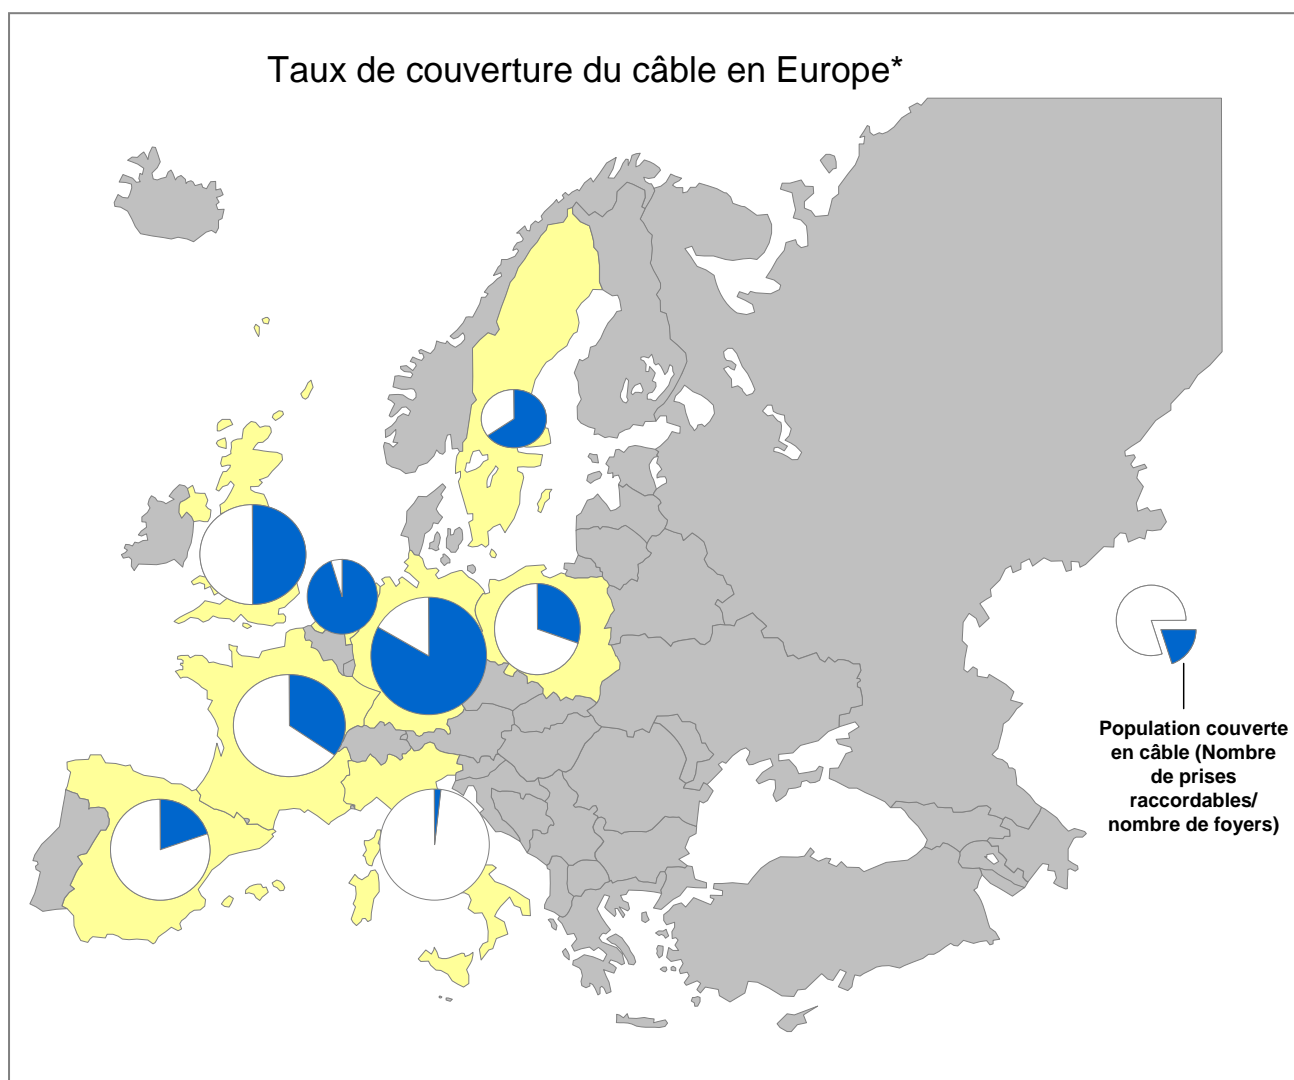 Taux de couverture du câble en Europe*
Population couverte
en câble (Nombre
de prises
raccordables/
nombre de foyers)